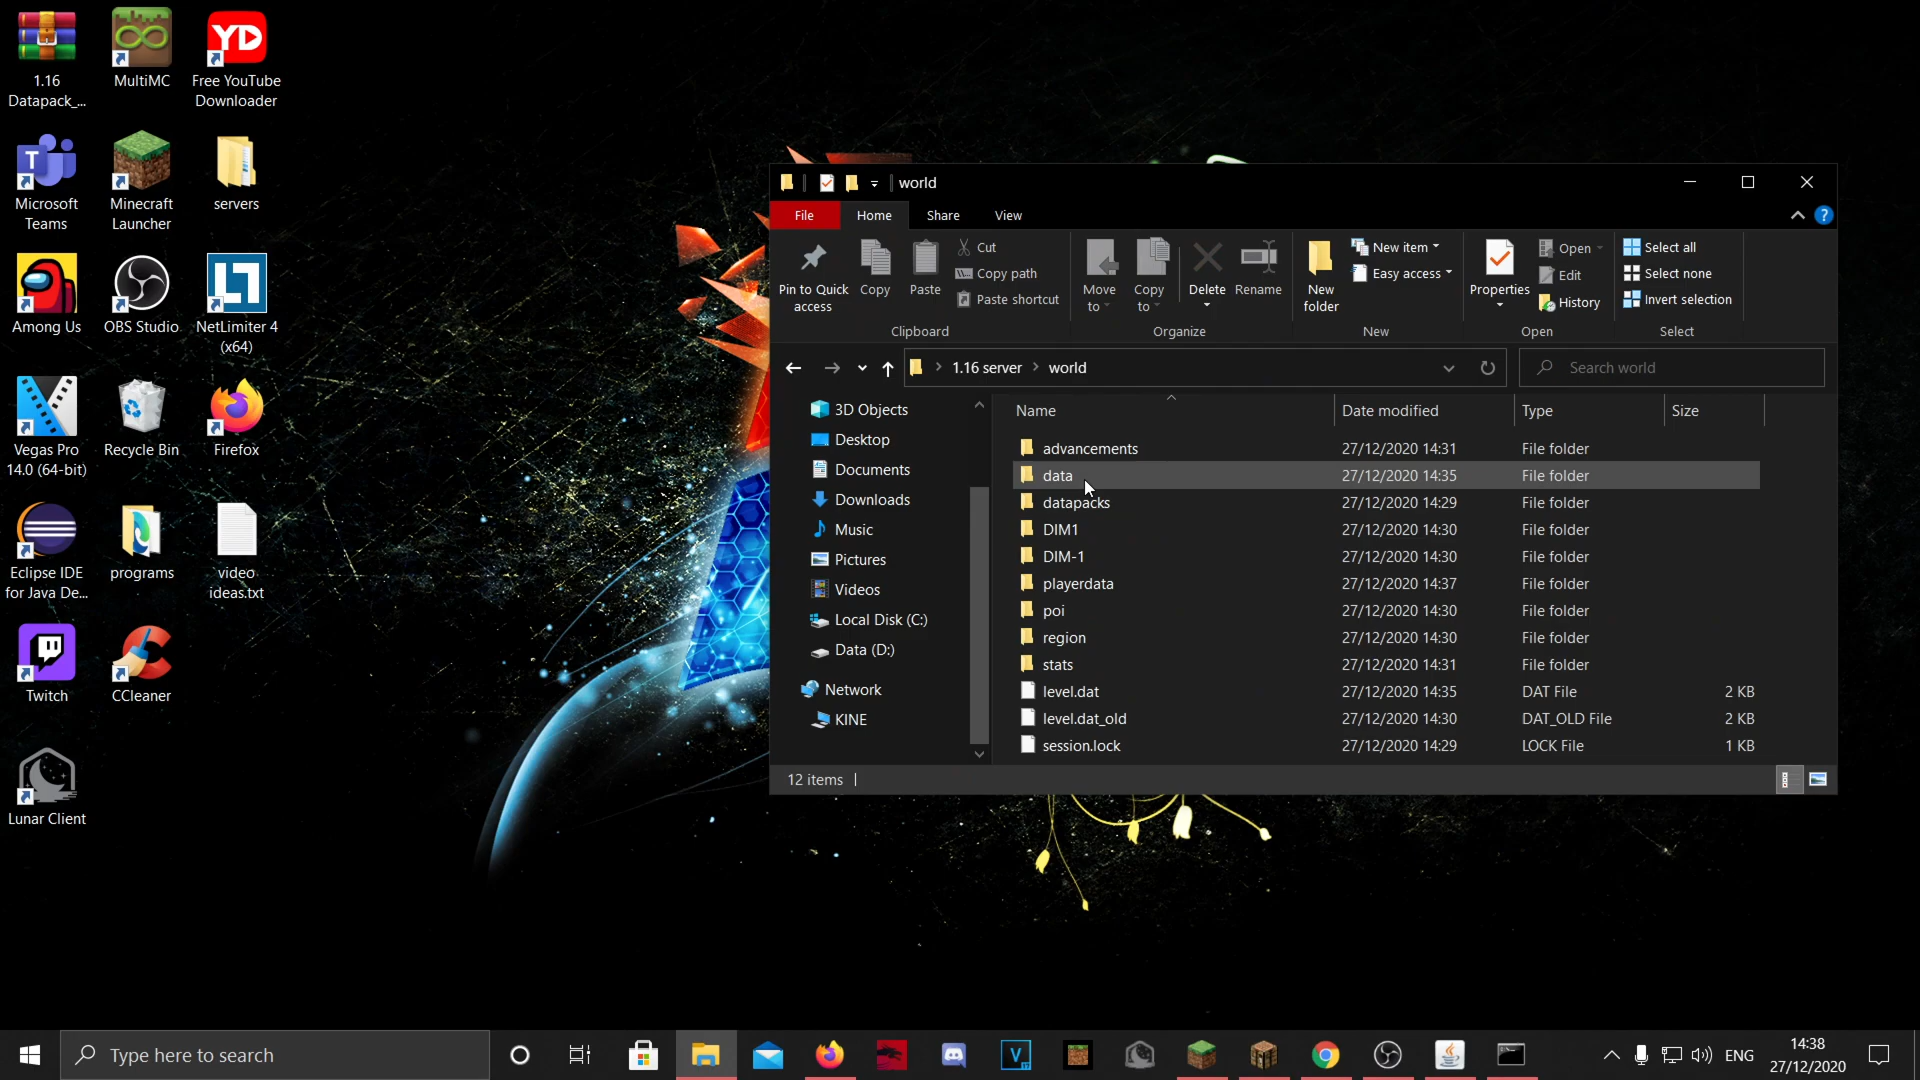 1.16
Datapack_...
MultiMC
YD
Free YouTube
Downloader
T
Microsoft
Teams
Minecraft
Launcher
servers
Among Us
OBS Studio
NetLimiter 4
(x64)
Vegas Pro
14.0 (64-bit)
Recycle Bin
Firefox
Eclipse IDE
for Java De...
programs
video
ideas.txt
Twitch
CCleaner
Lunar Client
world
File
Home
Share
View
?
Pin to Quick
access
Copy
Paste
Cut
Copy path
Paste shortcut
Clipboard
Move
to
Copy
to
Delete
Rename
Organize
New
folder
New item
Easy access
New
Properties
Open
Edit
History
Open
Select all
Select none
Invert selection
Select
1.16 server > world
Search world
3D Objects
Desktop
Documents
Downloads
Music
Pictures
Videos
Local Disk (C:)
Data (D:)
Network
KINE
Name Date modified Type Size
advancements 27/12/2020 14:31 File folder
data 27/12/2020 14:35 File folder
datapacks 27/12/2020 14:29 File folder
DIM1 27/12/2020 14:30 File folder
DIM-1 27/12/2020 14:30 File folder
playerdata 27/12/2020 14:37 File folder
poi 27/12/2020 14:30 File folder
region 27/12/2020 14:30 File folder
stats 27/12/2020 14:31 File folder
level.dat 27/12/2020 14:35 DAT File 2 KB
level.dat_old 27/12/2020 14:30 DAT_OLD File 2 KB
session.lock 27/12/2020 14:29 LOCK File 1 KB
12 items
Type here to search
V
ENG
14:38
27/12/2020